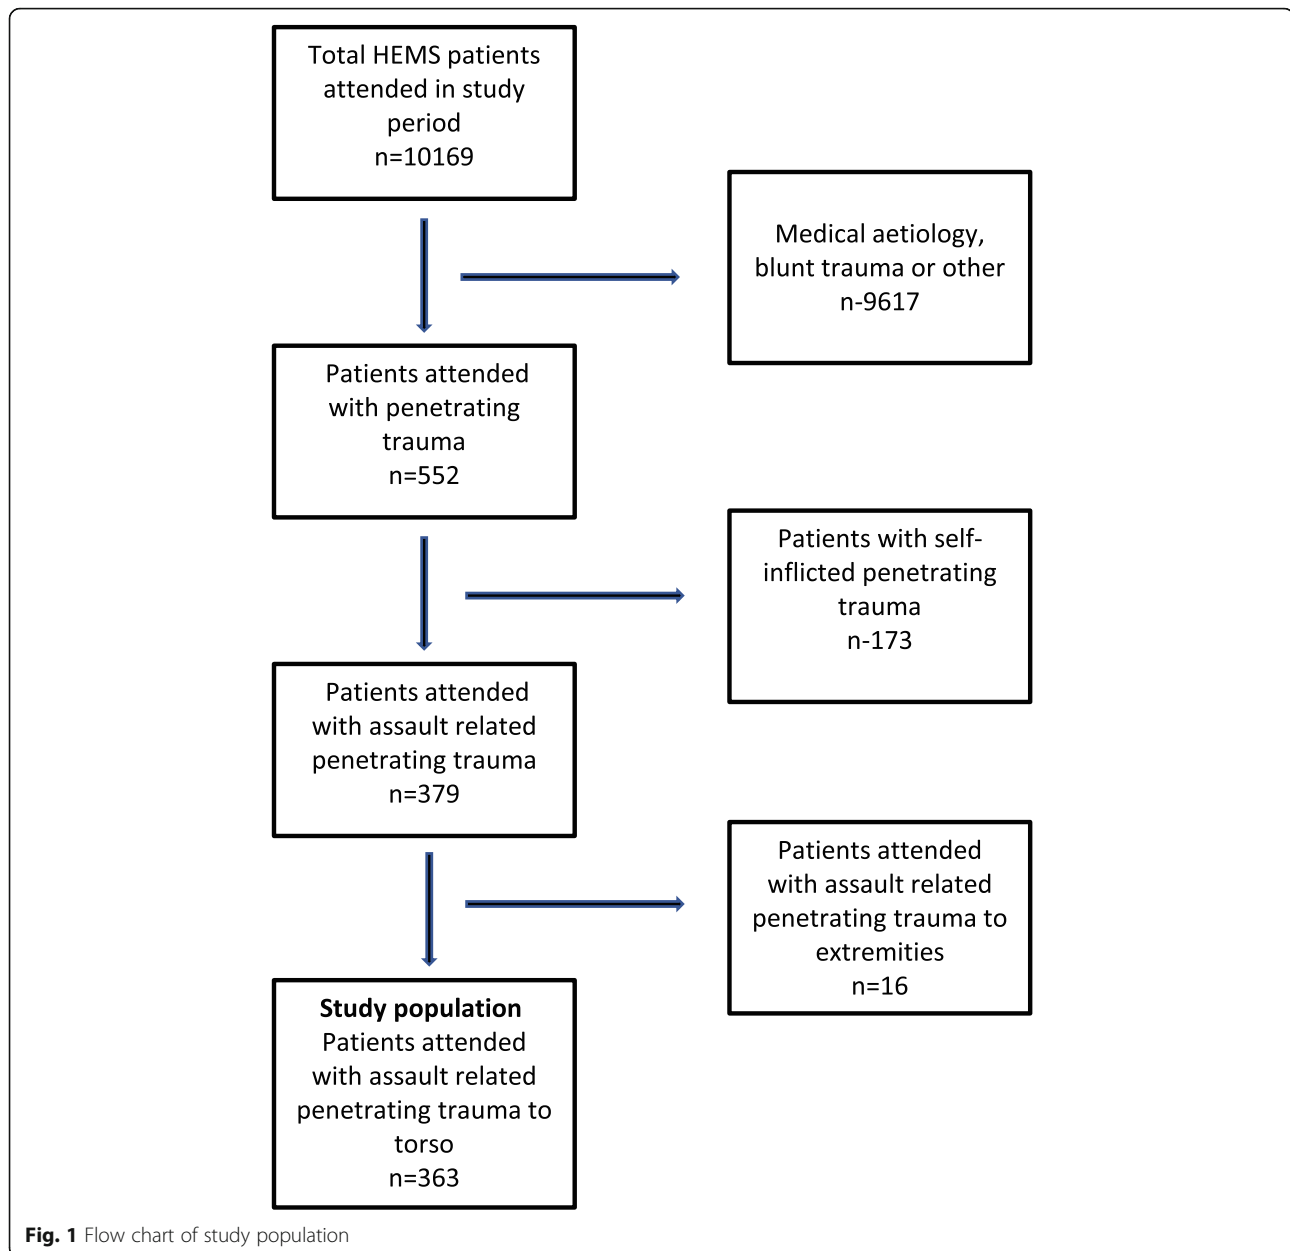 Total HEMS patients
attended in study
period
n=10169
Medical aetiology,
blunt trauma or other
n-9617
Patients attended
with penetrating
trauma
n=552
Patients with self-
inflicted penetrating
trauma
n-173
Patients attended
with assault related
penetrating trauma
n=379
Patients attended
with assault related
penetrating trauma to
extremities
n=16
Study population
Patients attended
with assault related
penetrating trauma to
torso
n=363
Fig. 1 Flow chart of study population